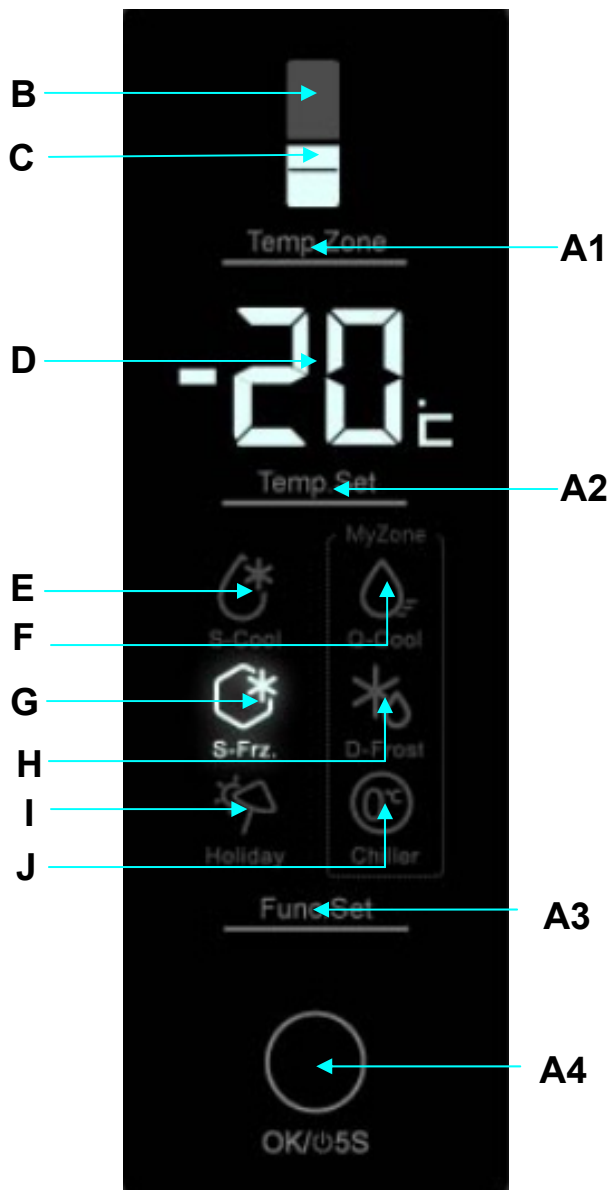 B
C
Temp Zone
A1
D
-20℃
Temp Set
A2
MyZone
E
S-Cool
Q-Cool
F
G
S-Frz.
D-Frost
H
I
0℃
Holiday
Chiller
J
Func Set
A3
A4
OK/⏻5S